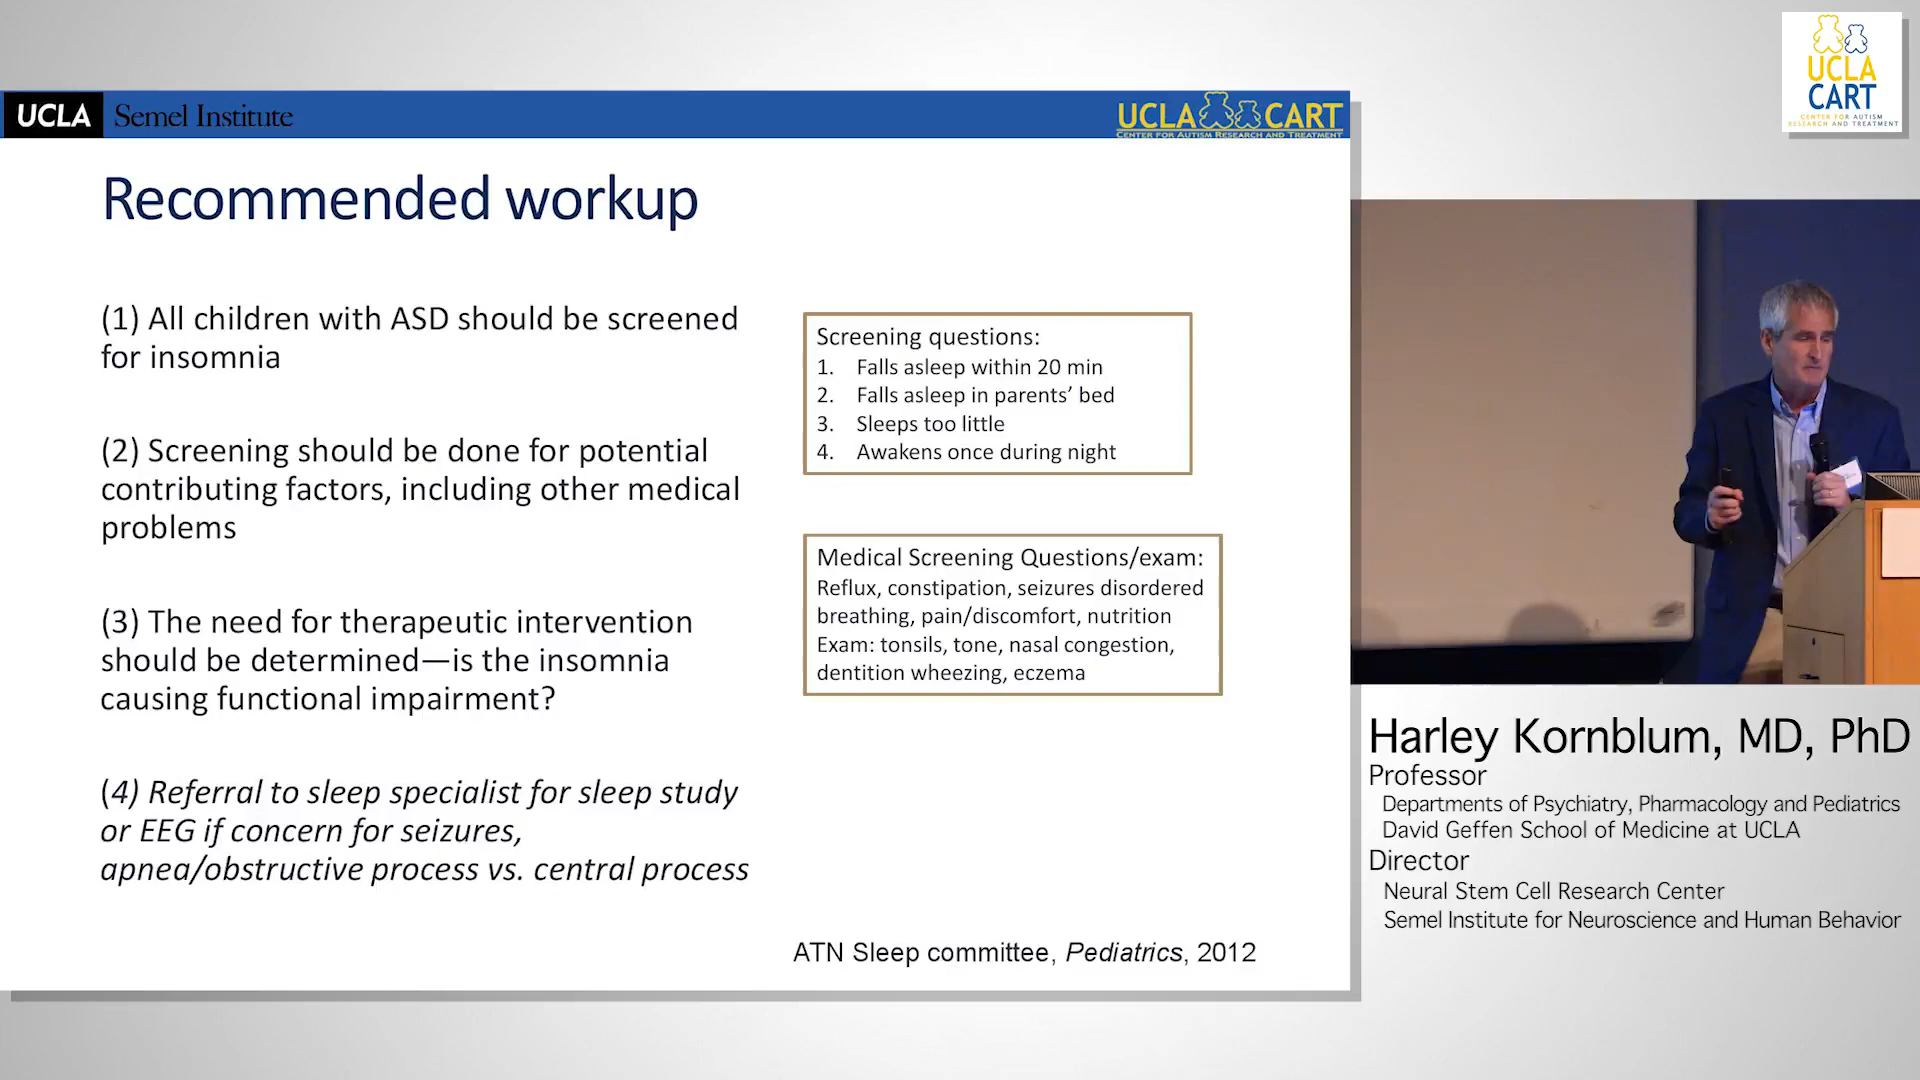 UCLA Semel Institute
UCLA CART
CENTER FOR AUTISM RESEARCH AND TREATMENT
UCLA
CART
CENTER FOR AUTISM
RESEARCH AND TREATMENT
Recommended workup
(1) All children with ASD should be screened
for insomnia
(2) Screening should be done for potential
contributing factors, including other medical
problems
(3) The need for therapeutic intervention
should be determined—is the insomnia
causing functional impairment?
(4) Referral to sleep specialist for sleep study
or EEG if concern for seizures,
apnea/obstructive process vs. central process
Screening questions:
1. Falls asleep within 20 min
2. Falls asleep in parents’ bed
3. Sleeps too little
4. Awakens once during night
Medical Screening Questions/exam:
Reflux, constipation, seizures disordered
breathing, pain/discomfort, nutrition
Exam: tonsils, tone, nasal congestion,
dentition wheezing, eczema
ATN Sleep committee, Pediatrics, 2012
Harley Kornblum, MD, PhD
Professor
Departments of Psychiatry, Pharmacology and Pediatrics
David Geffen School of Medicine at UCLA
Director
Neural Stem Cell Research Center
Semel Institute for Neuroscience and Human Behavior